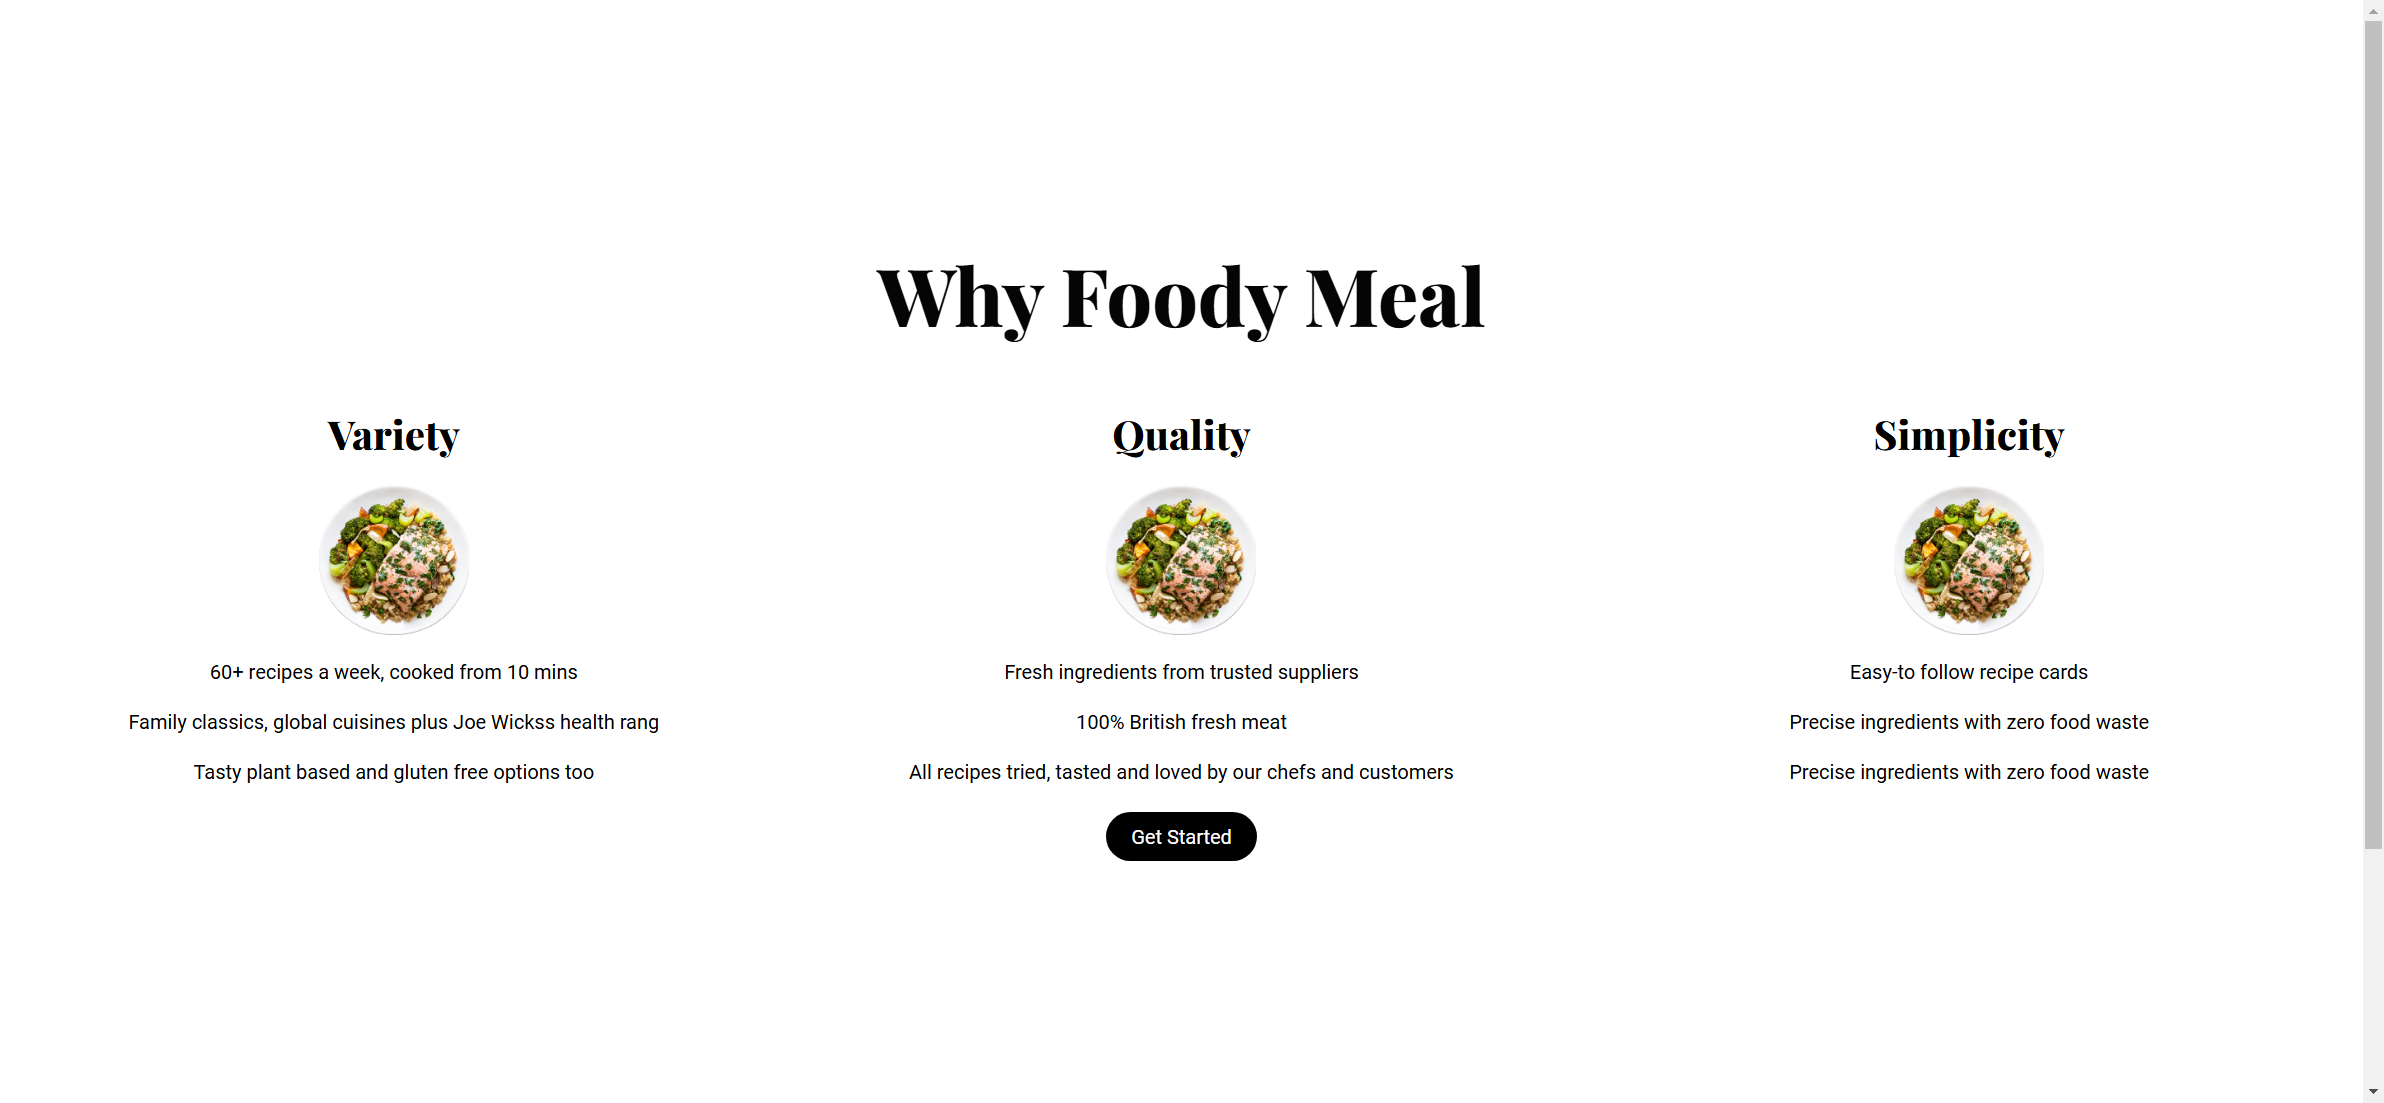 Why Foody Meal
Variety
60+ recipes a week, cooked from 10 mins
Family classics, global cuisines plus Joe Wickss health rang
Tasty plant based and gluten free options too
Quality
Fresh ingredients from trusted suppliers
100% British fresh meat
All recipes tried, tasted and loved by our chefs and customers
Get Started
Simplicity
Easy-to follow recipe cards
Precise ingredients with zero food waste
Precise ingredients with zero food waste